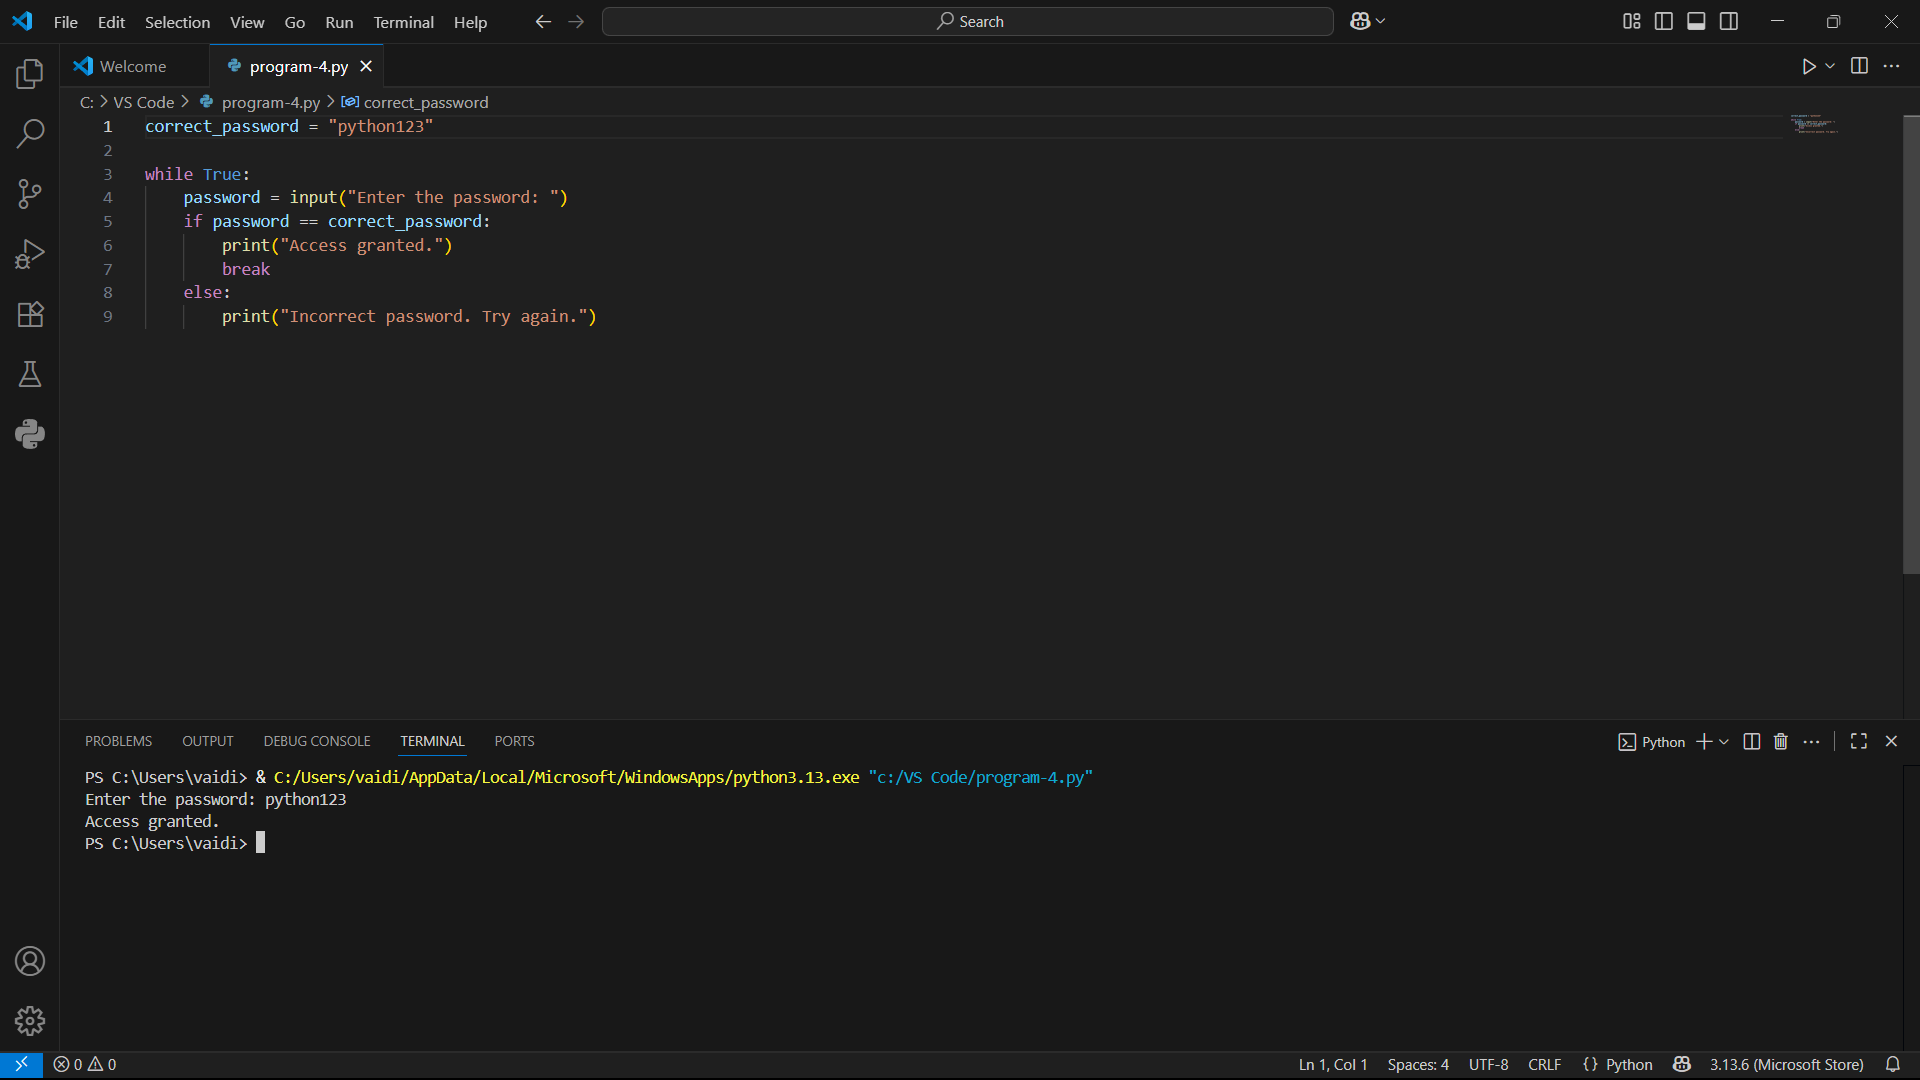 File Edit Selection View Go Run Terminal Help
Search
Welcome
program-4.py
C: > VS Code > program-4.py > correct_password
1 correct_password = "python123"
2
3 while True:
4     password = input("Enter the password: ")
5     if password == correct_password:
6         print("Access granted.")
7         break
8     else:
9         print("Incorrect password. Try again.")
PROBLEMS OUTPUT DEBUG CONSOLE TERMINAL PORTS
Python
PS C:\Users\vaidi> & C:/Users/vaidi/AppData/Local/Microsoft/WindowsApps/python3.13.exe "c:/VS Code/program-4.py"
Enter the password: python123
Access granted.
PS C:\Users\vaidi>
0 0
Ln 1, Col 1 Spaces: 4 UTF-8 CRLF {} Python 3.13.6 (Microsoft Store)